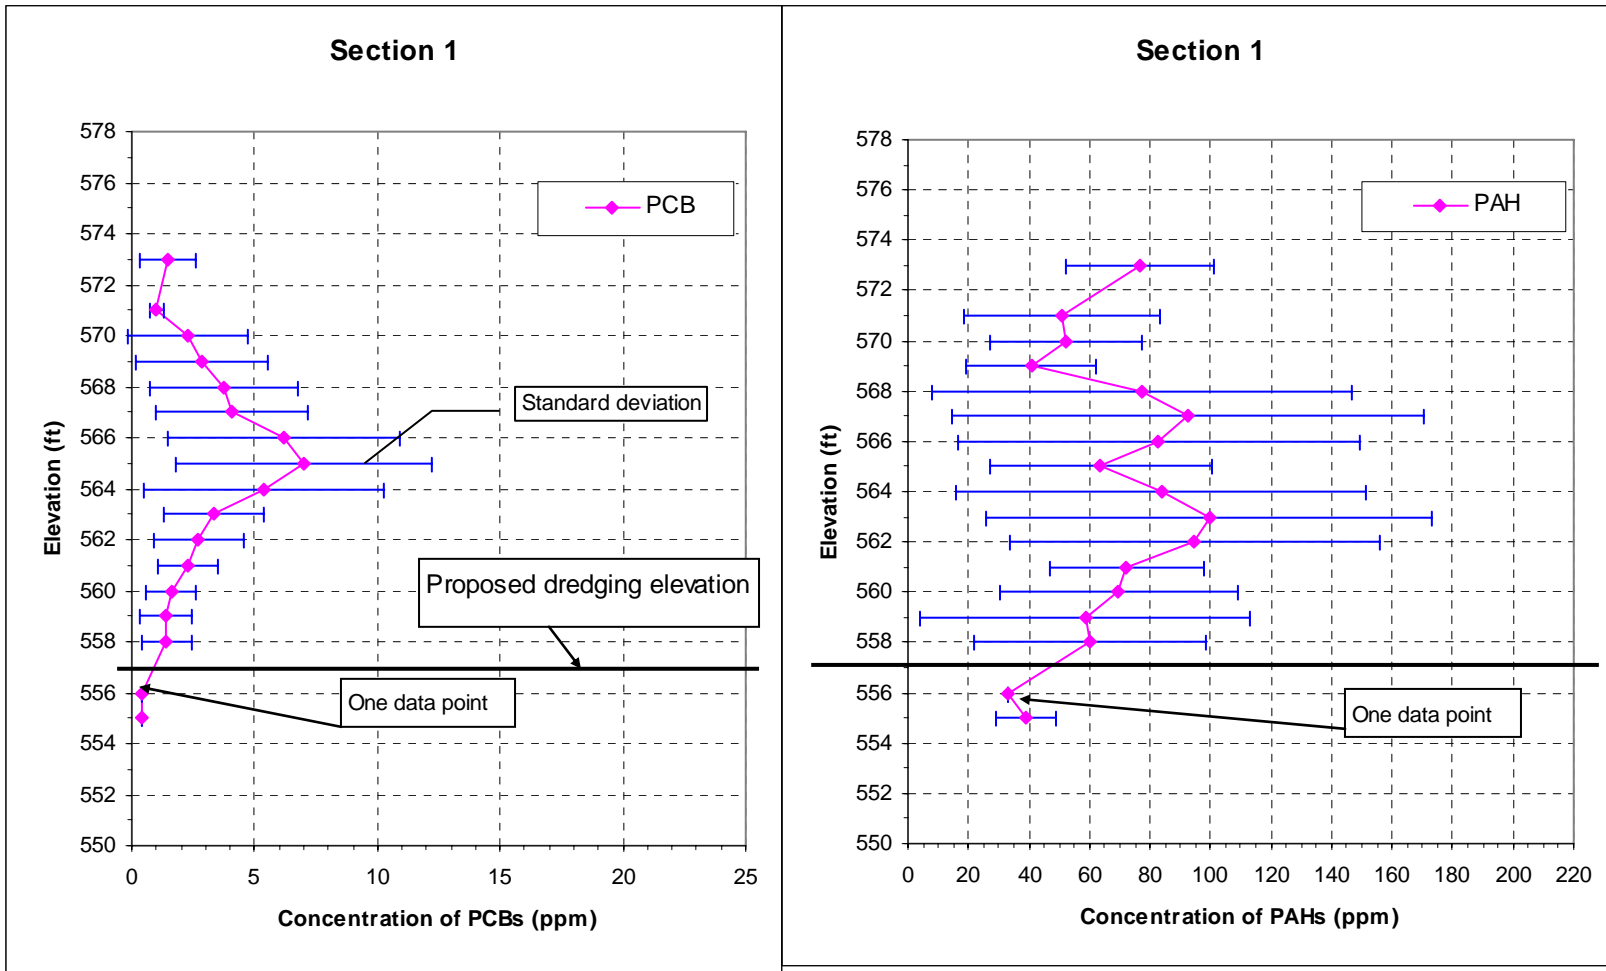 Section 1
578
576
574
572
570
568
566
564
562
560
558
556
554
552
550
Elevation (ft)
PCB
Standard deviation
Proposed dredging elevation
One data point
0 5 10 15 20 25
Concentration of PCBs (ppm)
Section 1
578
576
574
572
570
568
566
564
562
560
558
556
554
552
550
Elevation (ft)
PAH
One data point
0 20 40 60 80 100 120 140 160 180 200 220
Concentration of PAHs (ppm)